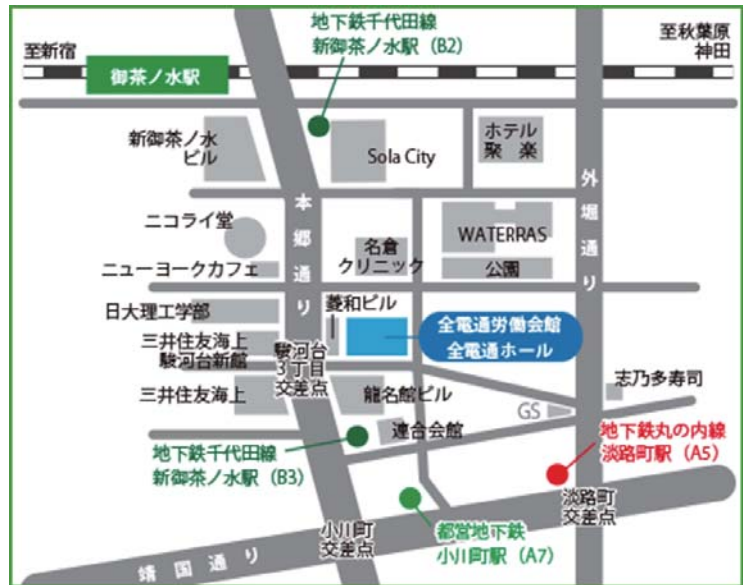 地下鉄千代田線
新御茶ノ水駅（B2）
至新宿
至秋葉原
神田
御茶ノ水駅
新御茶ノ水
ビル
Sola City
ホテル
聚 楽
本郷通り
外堀通り
ニコライ堂
名倉
クリニック
WATERRAS
ニューヨークカフェ
公園
日大理工学部
菱和ビル
全電通労働会館
全電通ホール
三井住友海上
駿河台新館
駿河台
3丁目
交差点
三井住友海上
龍名館ビル
志乃多寿司
GS
連合会館
地下鉄千代田線
新御茶ノ水駅（B3）
地下鉄丸の内線
淡路町駅（A5）
淡路町
交差点
小川町
交差点
都営地下鉄
小川町駅（A7）
靖国通り